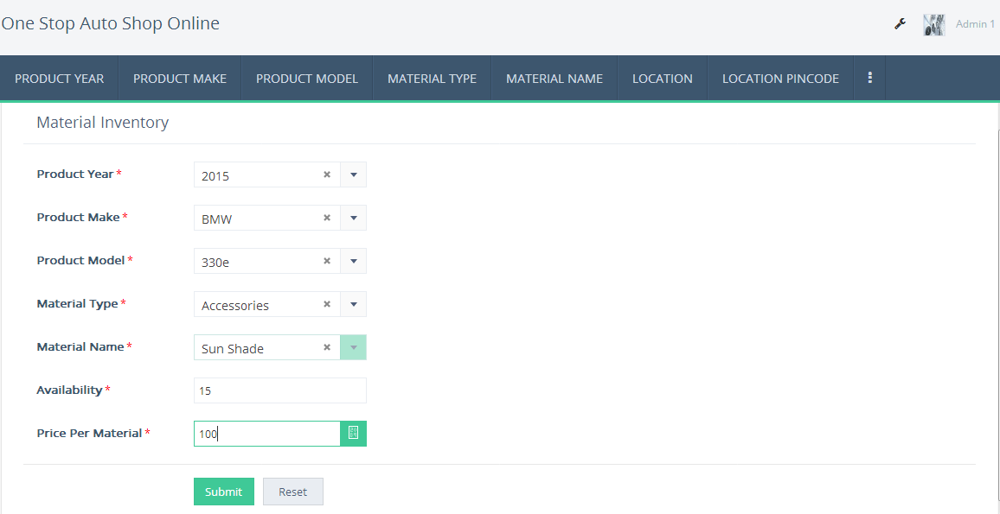 One Stop Auto Shop Online
Admin 1
PRODUCT YEAR PRODUCT MAKE PRODUCT MODEL MATERIAL TYPE MATERIAL NAME LOCATION LOCATION PINCODE
Material Inventory
Product Year * 2015
Product Make * BMW
Product Model * 330e
Material Type * Accessories
Material Name * Sun Shade
Availability * 15
Price Per Material * 100
Submit Reset